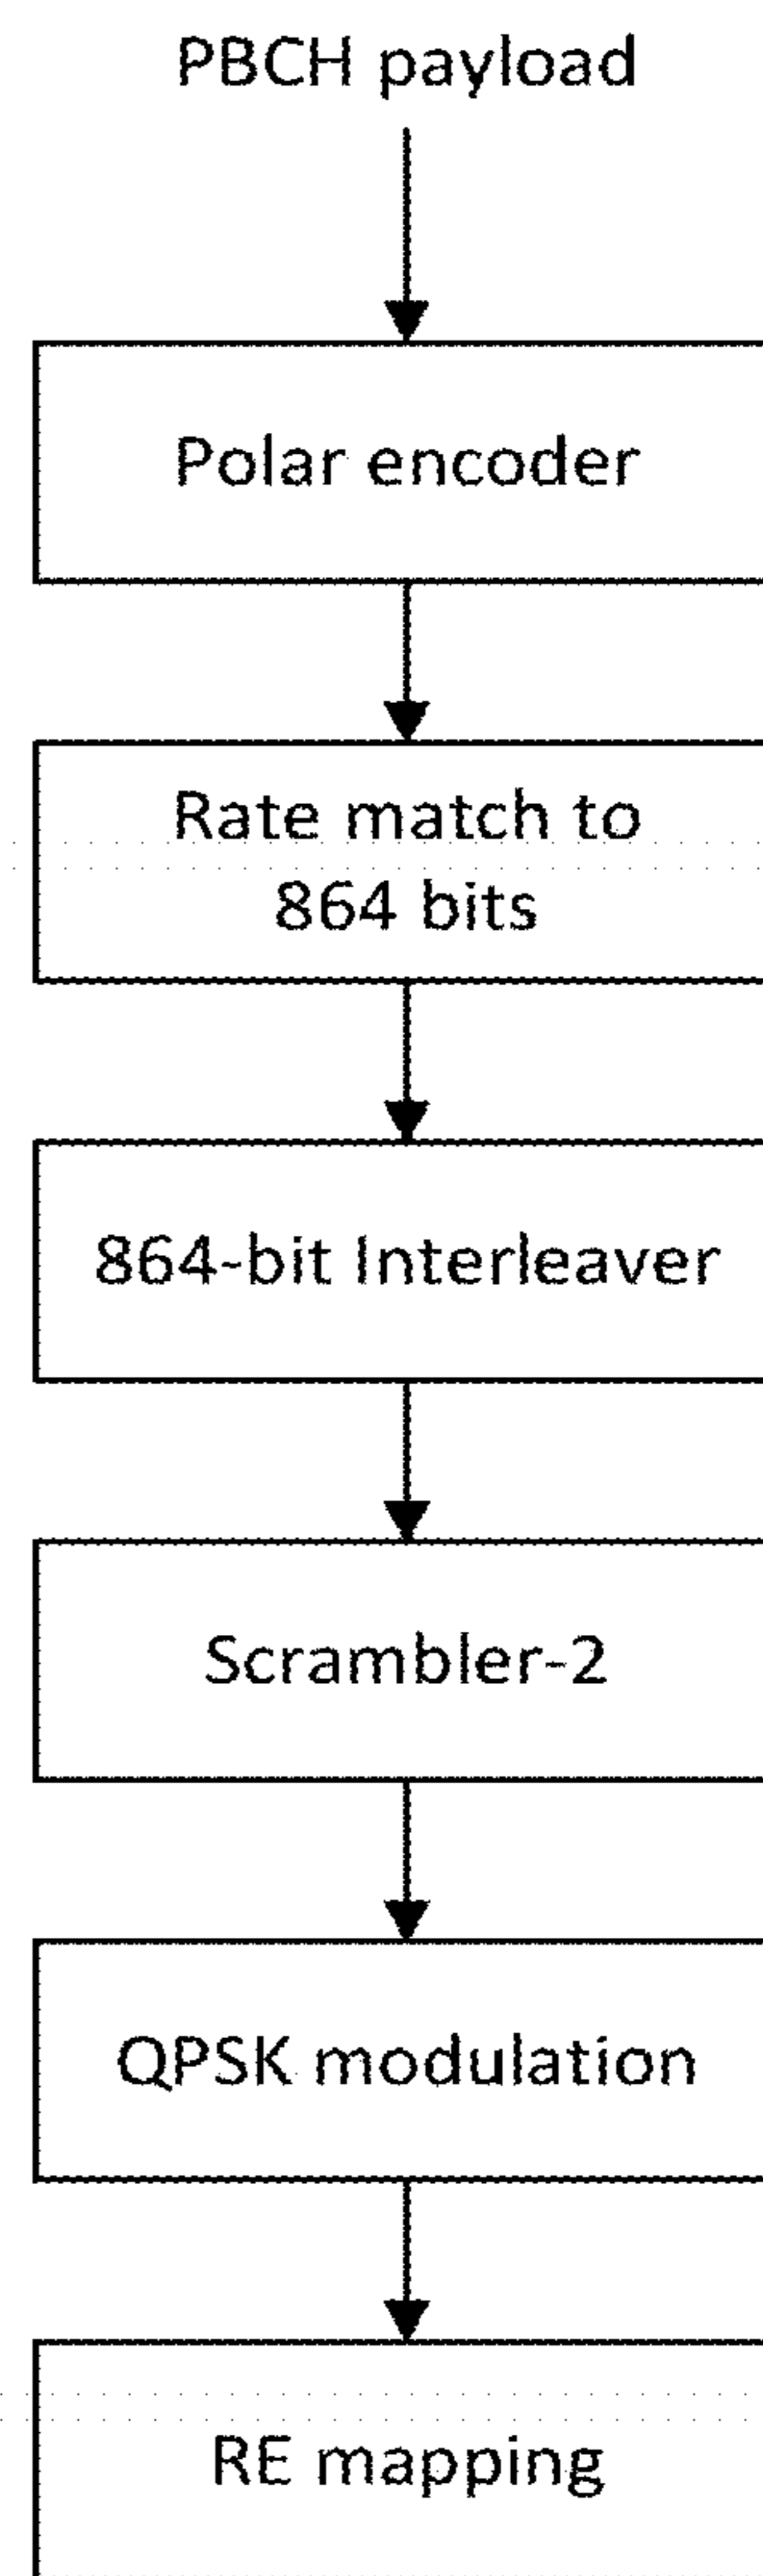 PBCH payload
Polar encoder
Rate match to
864 bits
864-bit Interleaver
Scrambler-2
QPSK modulation
RE mapping